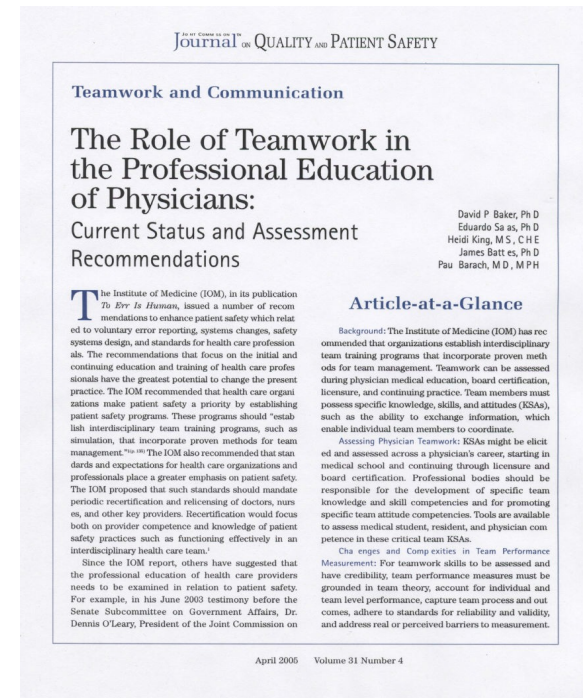 JOINT COMMISSION
Journal ON QUALITY AND PATIENT SAFETY
Teamwork and Communication
The Role of Teamwork in
the Professional Education
of Physicians:
Current Status and Assessment
Recommendations
David P Baker, Ph D
Eduardo Sa as, Ph D
Heidi King, M S , C H E
James Batt es, Ph D
Pau Barach, M D , M P H
The Institute of Medicine (IOM), in its publication
To Err Is Human, issued a number of recom
mendations to enhance patient safety which relat
ed to voluntary error reporting, systems changes, safety
systems design, and standards for health care profession
als. The recommendations that focus on the initial and
continuing education and training of health care profes
sionals have the greatest potential to change the present
practice. The IOM recommended that health care organi
zations make patient safety a priority by establishing
patient safety programs. These programs should "estab
lish interdisciplinary team training programs, such as
simulation, that incorporate proven methods for team
management." The IOM also recommended that stan
dards and expectations for health care organizations and
professionals place a greater emphasis on patient safety.
The IOM proposed that such standards should mandate
periodic recertification and relicensing of doctors, nurs
es, and other key providers. Recertification would focus
both on provider competence and knowledge of patient
safety practices such as functioning effectively in an
interdisciplinary health care team.¹
Since the IOM report, others have suggested that
the professional education of health care providers
needs to be examined in relation to patient safety.
For example, in his June 2003 testimony before the
Senate Subcommittee on Government Affairs, Dr.
Dennis O'Leary, President of the Joint Commission on
Article-at-a-Glance
Background: The Institute of Medicine (IOM) has rec
ommended that organizations establish interdisciplinary
team training programs that incorporate proven meth
ods for team management. Teamwork can be assessed
during physician medical education, board certification,
licensure, and continuing practice. Team members must
possess specific knowledge, skills, and attitudes (KSAs),
such as the ability to exchange information, which
enable individual team members to coordinate.
Assessing Physician Teamwork: KSAs might be elicit
ed and assessed across a physician's career, starting in
medical school and continuing through licensure and
board certification. Professional bodies should be
responsible for the development of specific team
knowledge and skill competencies and for promoting
specific team attitude competencies. Tools are available
to assess medical student, resident, and physician com
petence in these critical team KSAs.
Cha enges and Comp exities in Team Performance
Measurement: For teamwork skills to be assessed and
have credibility, team performance measures must be
grounded in team theory, account for individual and
team level performance, capture team process and out
comes, adhere to standards for reliability and validity,
and address real or perceived barriers to measurement.
April 2005 Volume 31 Number 4